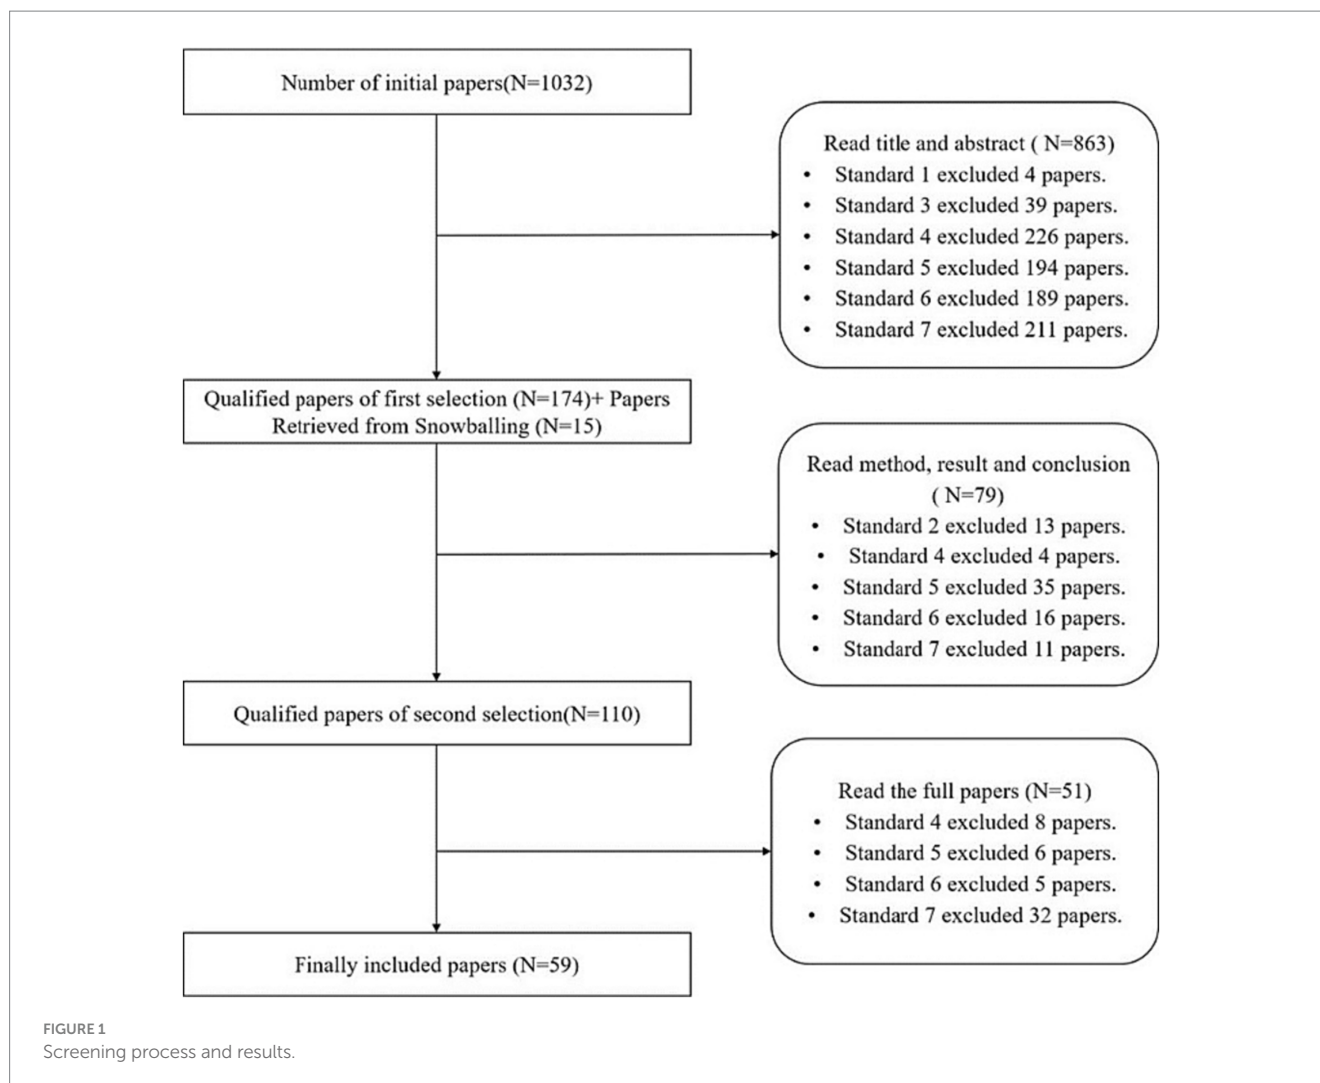 Number of initial papers(N=1032)
Read title and abstract ( N=863)
• Standard 1 excluded 4 papers.
• Standard 3 excluded 39 papers.
• Standard 4 excluded 226 papers.
• Standard 5 excluded 194 papers.
• Standard 6 excluded 189 papers.
• Standard 7 excluded 211 papers.
Qualified papers of first selection (N=174)+ Papers
Retrieved from Snowballing (N=15)
Read method, result and conclusion
( N=79)
• Standard 2 excluded 13 papers.
• Standard 4 excluded 4 papers.
• Standard 5 excluded 35 papers.
• Standard 6 excluded 16 papers.
• Standard 7 excluded 11 papers.
Qualified papers of second selection(N=110)
Read the full papers (N=51)
• Standard 4 excluded 8 papers.
• Standard 5 excluded 6 papers.
• Standard 6 excluded 5 papers.
• Standard 7 excluded 32 papers.
Finally included papers (N=59)
FIGURE 1
Screening process and results.